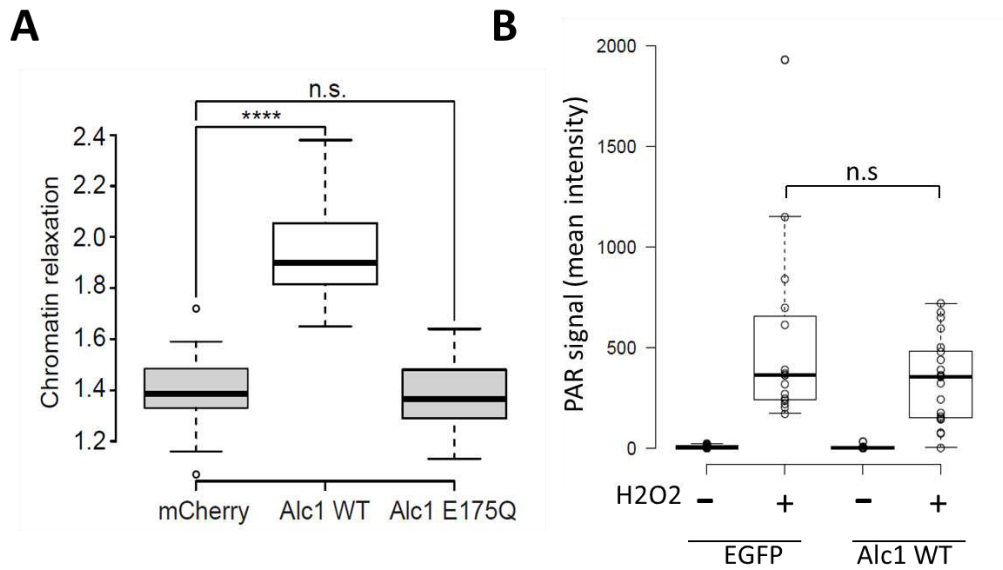 A
n.s.
****
Chromatin relaxation
2.4
2.2
2.0
1.8
1.6
1.4
1.2
mCherry Alc1 WT Alc1 E175Q
B
PAR signal (mean intensity)
2000
1500
1000
500
0
n.s
H2O2 - + - +
EGFP Alc1 WT